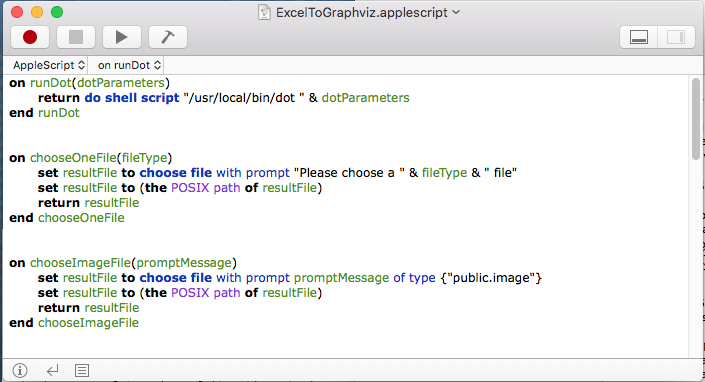 ExcelToGraphviz.applescript
AppleScript on runDot
on runDot(dotParameters)
return do shell script "/usr/local/bin/dot " & dotParameters
end runDot
on chooseOneFile(fileType)
set resultFile to choose file with prompt "Please choose a " & fileType & " file"
set resultFile to (the POSIX path of resultFile)
return resultFile
end chooseOneFile
on chooseImageFile(promptMessage)
set resultFile to choose file with prompt promptMessage of type {"public.image"}
set resultFile to (the POSIX path of resultFile)
return resultFile
end chooseImageFile